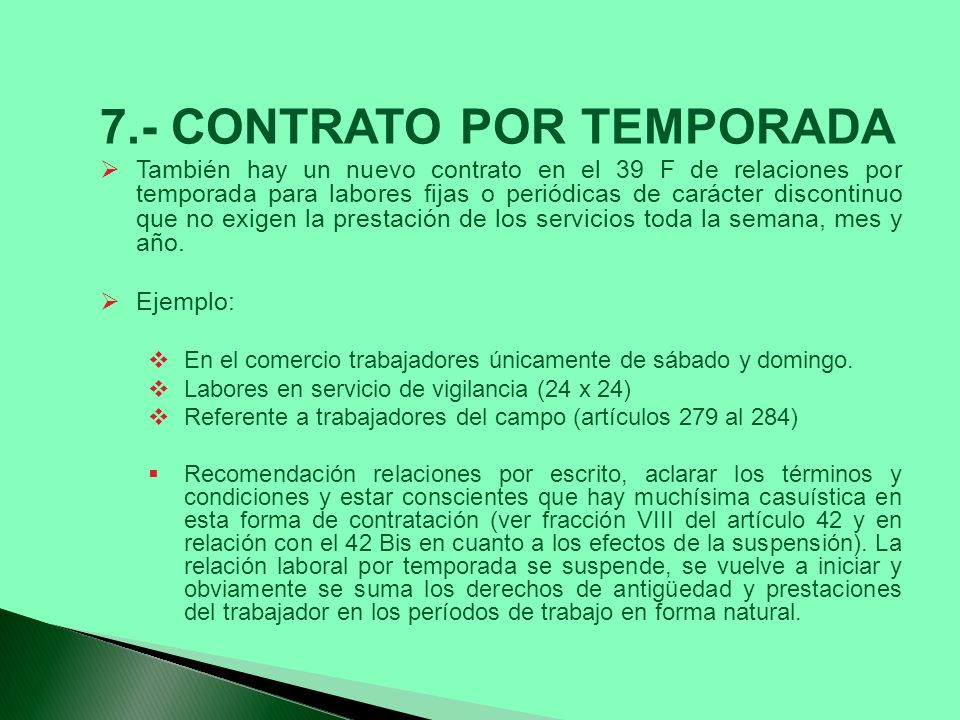 7.- CONTRATO POR TEMPORADA
También hay un nuevo contrato en el 39 F de relaciones por
temporada para labores fijas o periódicas de carácter discontinuo
que no exigen la prestación de los servicios toda la semana, mes y
año.
Ejemplo:
En el comercio trabajadores únicamente de sábado y domingo.
Labores en servicio de vigilancia (24 x 24)
Referente a trabajadores del campo (artículos 279 al 284)
Recomendación relaciones por escrito, aclarar los términos y
condiciones y estar conscientes que hay muchísima casuística en
esta forma de contratación (ver fracción VIII del artículo 42 y en
relación con el 42 Bis en cuanto a los efectos de la suspensión). La
relación laboral por temporada se suspende, se vuelve a iniciar y
obviamente se suma los derechos de antigüedad y prestaciones
del trabajador en los períodos de trabajo en forma natural.